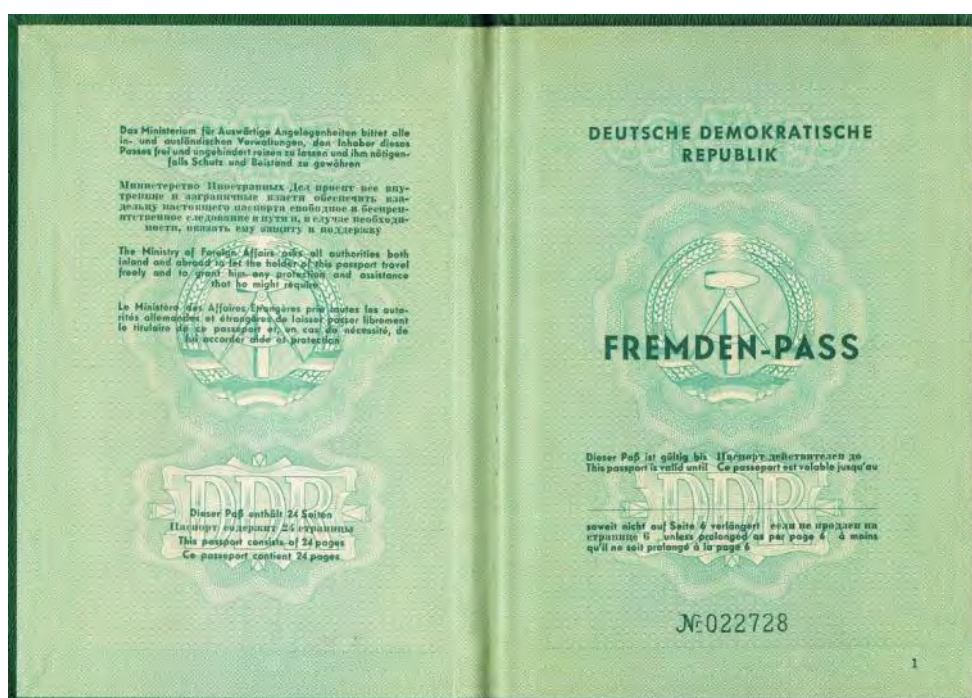 Das Ministerium für Auswärtige Angelegenheiten bittet alle
in- und ausländischen Verwaltungen, den Inhaber dieses
Passes frei und ungehindert reisen zu lassen und ihm nötigen-
falls Schutz und Beistand zu gewähren
Министерство Иностранных Дел просит все вну-
тренние и заграничные власти обеспечить вла-
дельцу настоящего паспорта свободное и беспреп-
ятственное следование в пути и, в случае необходи-
мости, оказать ему защиту и поддержку
The Ministry of Foreign Affairs asks all authorities both
inland and abroad to let the holder of this passport travel
freely and to grant him any protection and assistance
that he might require
Le Ministère des Affaires Etrangères prie toutes les auto-
rités allemandes et étrangères de laisser passer librement
le titulaire de ce passeport et, en cas de nécessité, de
lui accorder aide et protection
DDR
Dieser Paß enthält 24 Seiten
Паспорт содержит 24 страницы
This passport consists of 24 pages
Ce passeport contient 24 pages
DEUTSCHE DEMOKRATISCHE
REPUBLIK
FREMDEN-PASS
Dieser Paß ist gültig bis Паспорт действителен до
This passport is valid until Ce passeport est valable jusqu'au
DDR
soweit nicht auf Seite 6 verlängert если не продлен на
странице 6 unless prolonged as per page 6 à moins
qu'il ne soit prolongé à la page 6
№ 022728
1